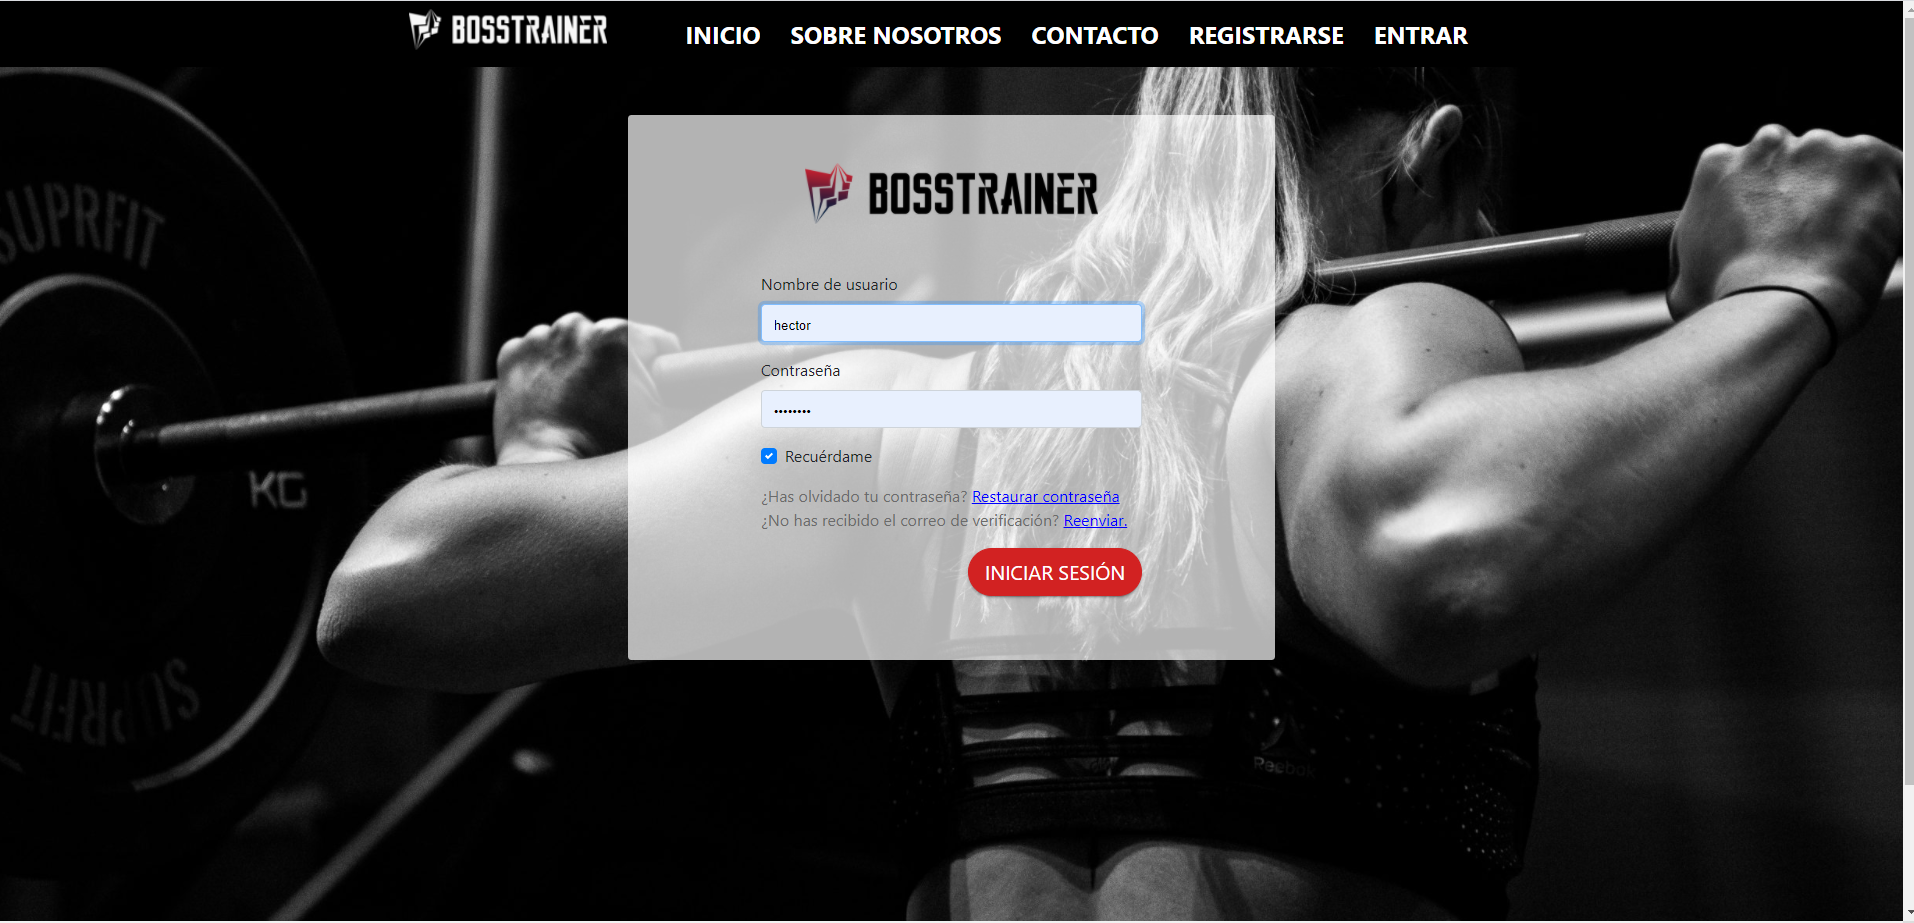 BOSSTRAINER
INICIO SOBRE NOSOTROS CONTACTO REGISTRARSE ENTRAR
SUPRFIT
BOSSTRAINER
Nombre de usuario
hector
Contraseña
••••••••
Recuérdame
¿Has olvidado tu contraseña? Restaurar contraseña
¿No has recibido el correo de verificación? Reenviar.
INICIAR SESIÓN
KG
SUPRFIT
Reebok